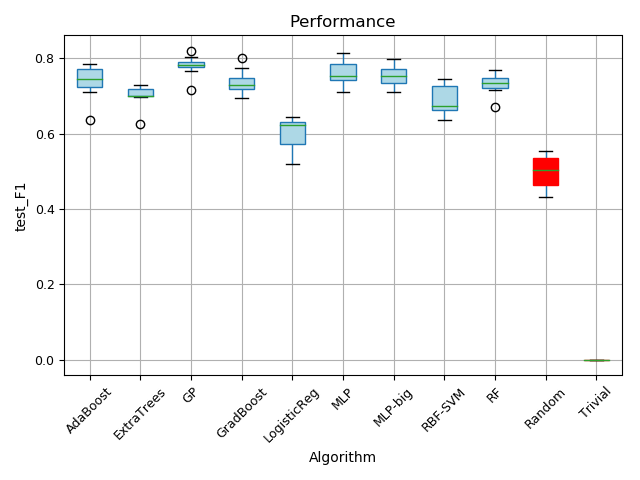 Performance
test_F1
0.8
0.6
0.4
0.2
0.0
AdaBoost
ExtraTrees
GP
GradBoost
LogisticReg
MLP
MLP-big
RBF-SVM
RF
Random
Trivial
Algorithm